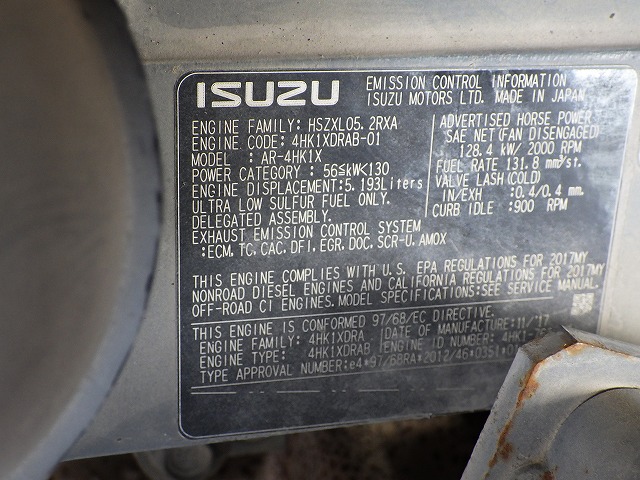 ISUZU EMISSION CONTROL INFORMATION
ISUZU MOTORS LTD. MADE IN JAPAN
ENGINE FAMILY: HSZXL05.2RXA
ENGINE CODE: 4HK1XDRAB-01
MODEL : AR-4HK1X
POWER CATEGORY : 56≤kW<130
ENGINE DISPLACEMENT:5.193Liters
ULTRA LOW SULFUR FUEL ONLY.
DELEGATED ASSEMBLY.
EXHAUST EMISSION CONTROL SYSTEM
:ECM,TC,CAC,DFI,EGR,DOC,SCR-U,AMOX
ADVERTISED HORSE POWER
SAE NET(FAN DISENGAGED)
128.4 kW/ 2000 RPM
FUEL RATE 131.8 mm³/st.
VALVE LASH(COLD)
IN/EXH :0.4/0.4 mm.
CURB IDLE :900 RPM
THIS ENGINE COMPLIES WITH U.S. EPA REGULATIONS FOR 2017MY
NONROAD DIESEL ENGINES AND CALIFORNIA REGULATIONS FOR 2017MY
OFF-ROAD CI ENGINES. MODEL SPECIFICATIONS:SEE SERVICE MANUAL.
THIS ENGINE IS CONFORMED 97/68/EC DIRECTIVE.
ENGINE FAMILY: 4HK1XDRA DATE OF MANUFACTURE:11/'17
ENGINE TYPE: 4HK1XDRAB ENGINE ID NUMBER: 4HK1-
TYPE APPROVAL NUMBER:e4*97/68RA*2012/46*0351*